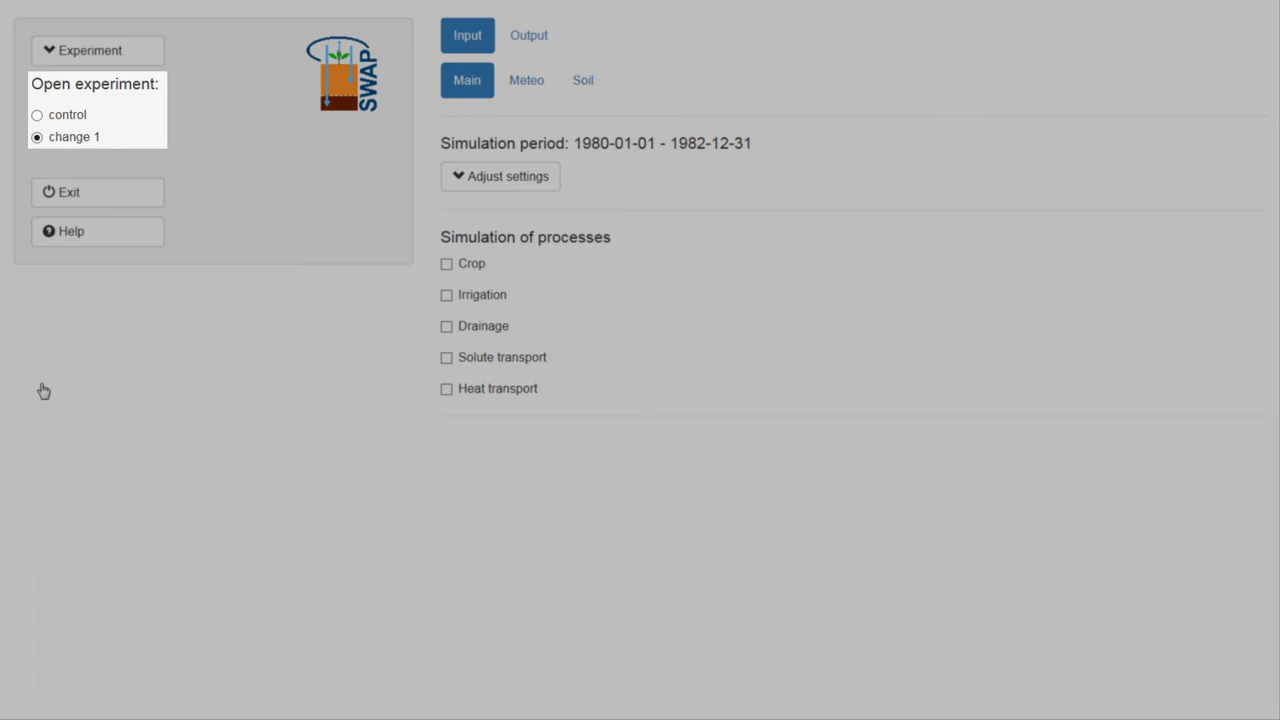 Experiment
Open experiment:
control
change 1
Exit
Help
SWAP
Input Output
Main Meteo Soil
Simulation period: 1980-01-01 - 1982-12-31
Adjust settings
Simulation of processes
Crop
Irrigation
Drainage
Solute transport
Heat transport